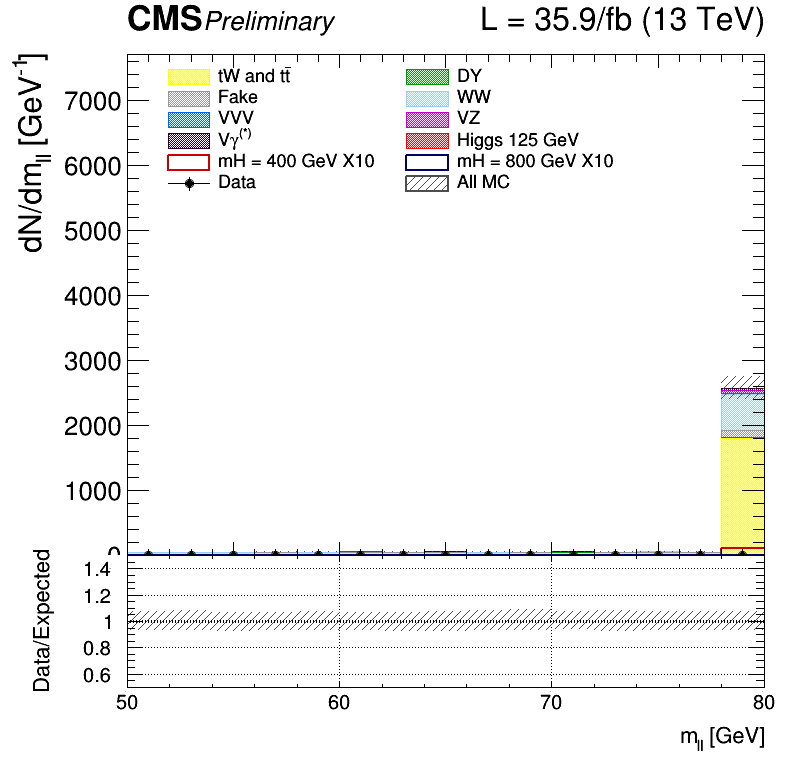 CMS Preliminary L = 35.9/fb (13 TeV)
dN/dm_ll [GeV⁻¹]
tW and tt̄ DY
Fake WW
VVV VZ
Vγ⁽*⁾ Higgs 125 GeV
mH = 400 GeV X10 mH = 800 GeV X10
Data All MC
7000
6000
5000
4000
3000
2000
1000
0
Data/Expected
1.4
1.2
1
0.8
0.6
50 60 70 80
m_ll [GeV]